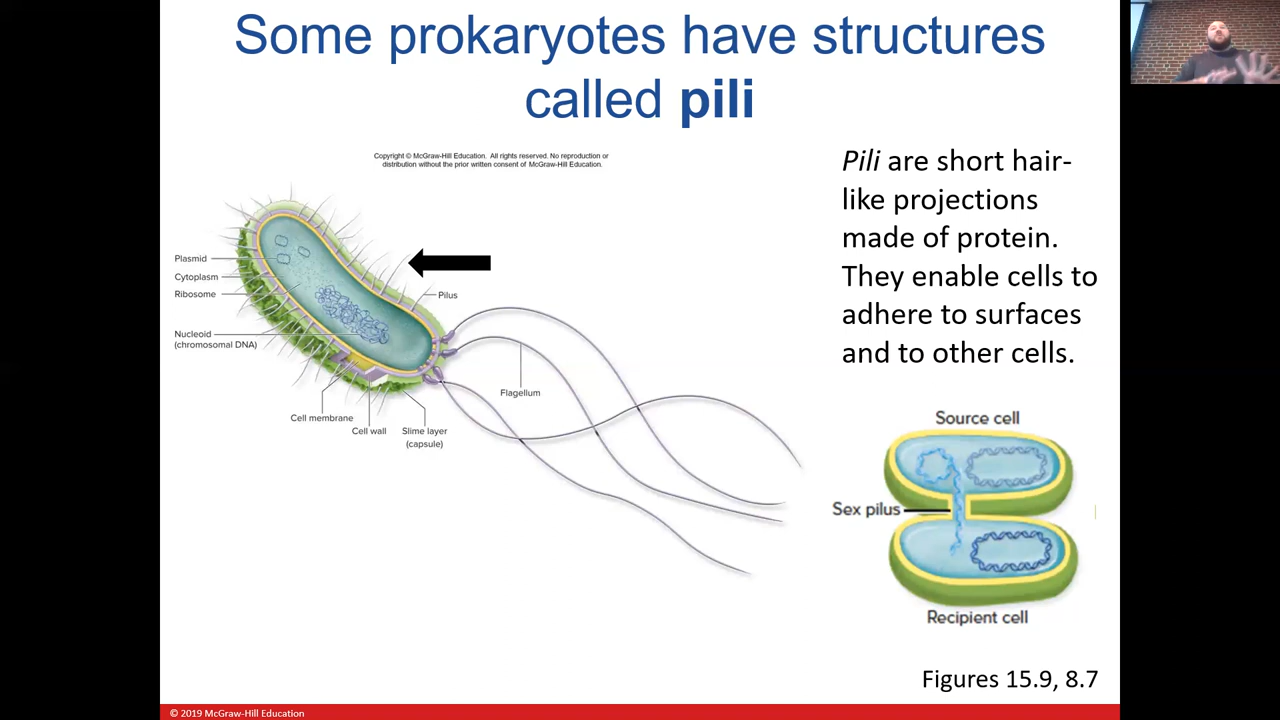 Some prokaryotes have structures
called pili
Copyright © McGraw-Hill Education. All rights reserved. No reproduction or
distribution without the prior written consent of McGraw-Hill Education.
Pili are short hair-
like projections
made of protein.
They enable cells to
adhere to surfaces
and to other cells.
Plasmid
Cytoplasm
Ribosome
Pilus
Nucleoid
(chromosomal DNA)
Flagellum
Cell membrane
Cell wall
Slime layer
(capsule)
Source cell
Sex pilus
Recipient cell
Figures 15.9, 8.7
© 2019 McGraw-Hill Education